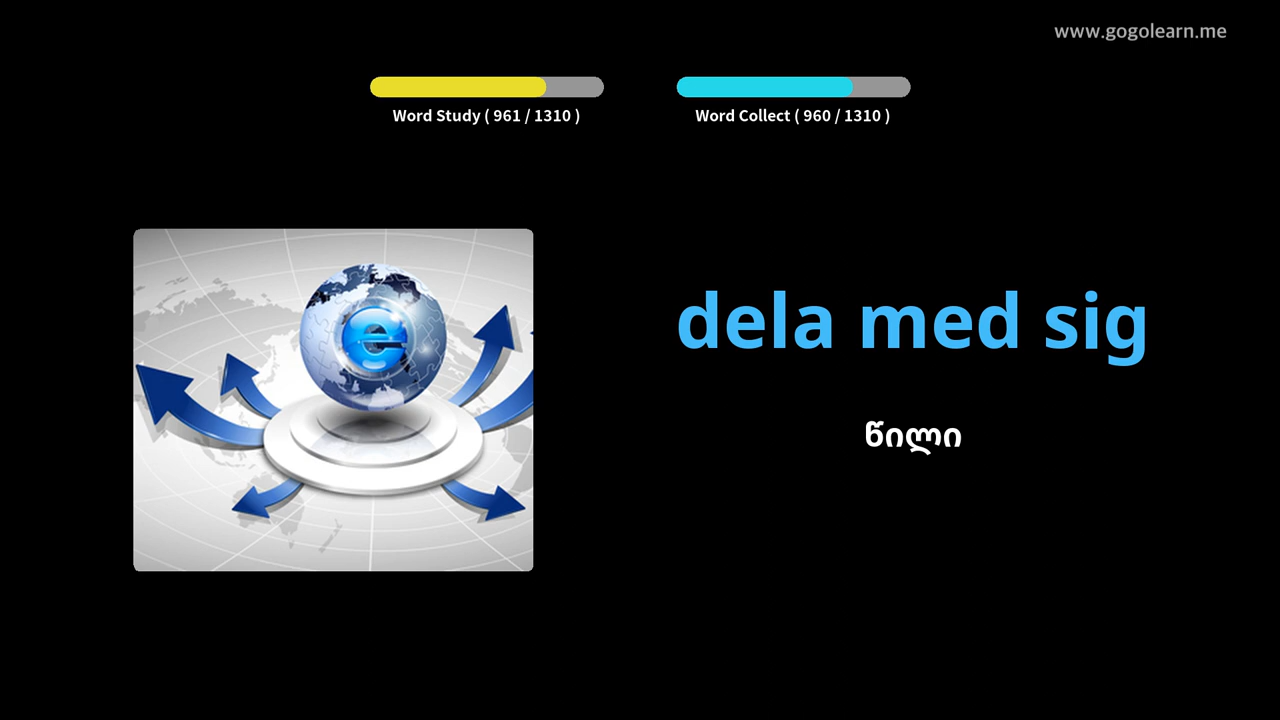 www.gogolearn.me
Word Study ( 961 / 1310 )
Word Collect ( 960 / 1310 )
e
dela med sig
წილი